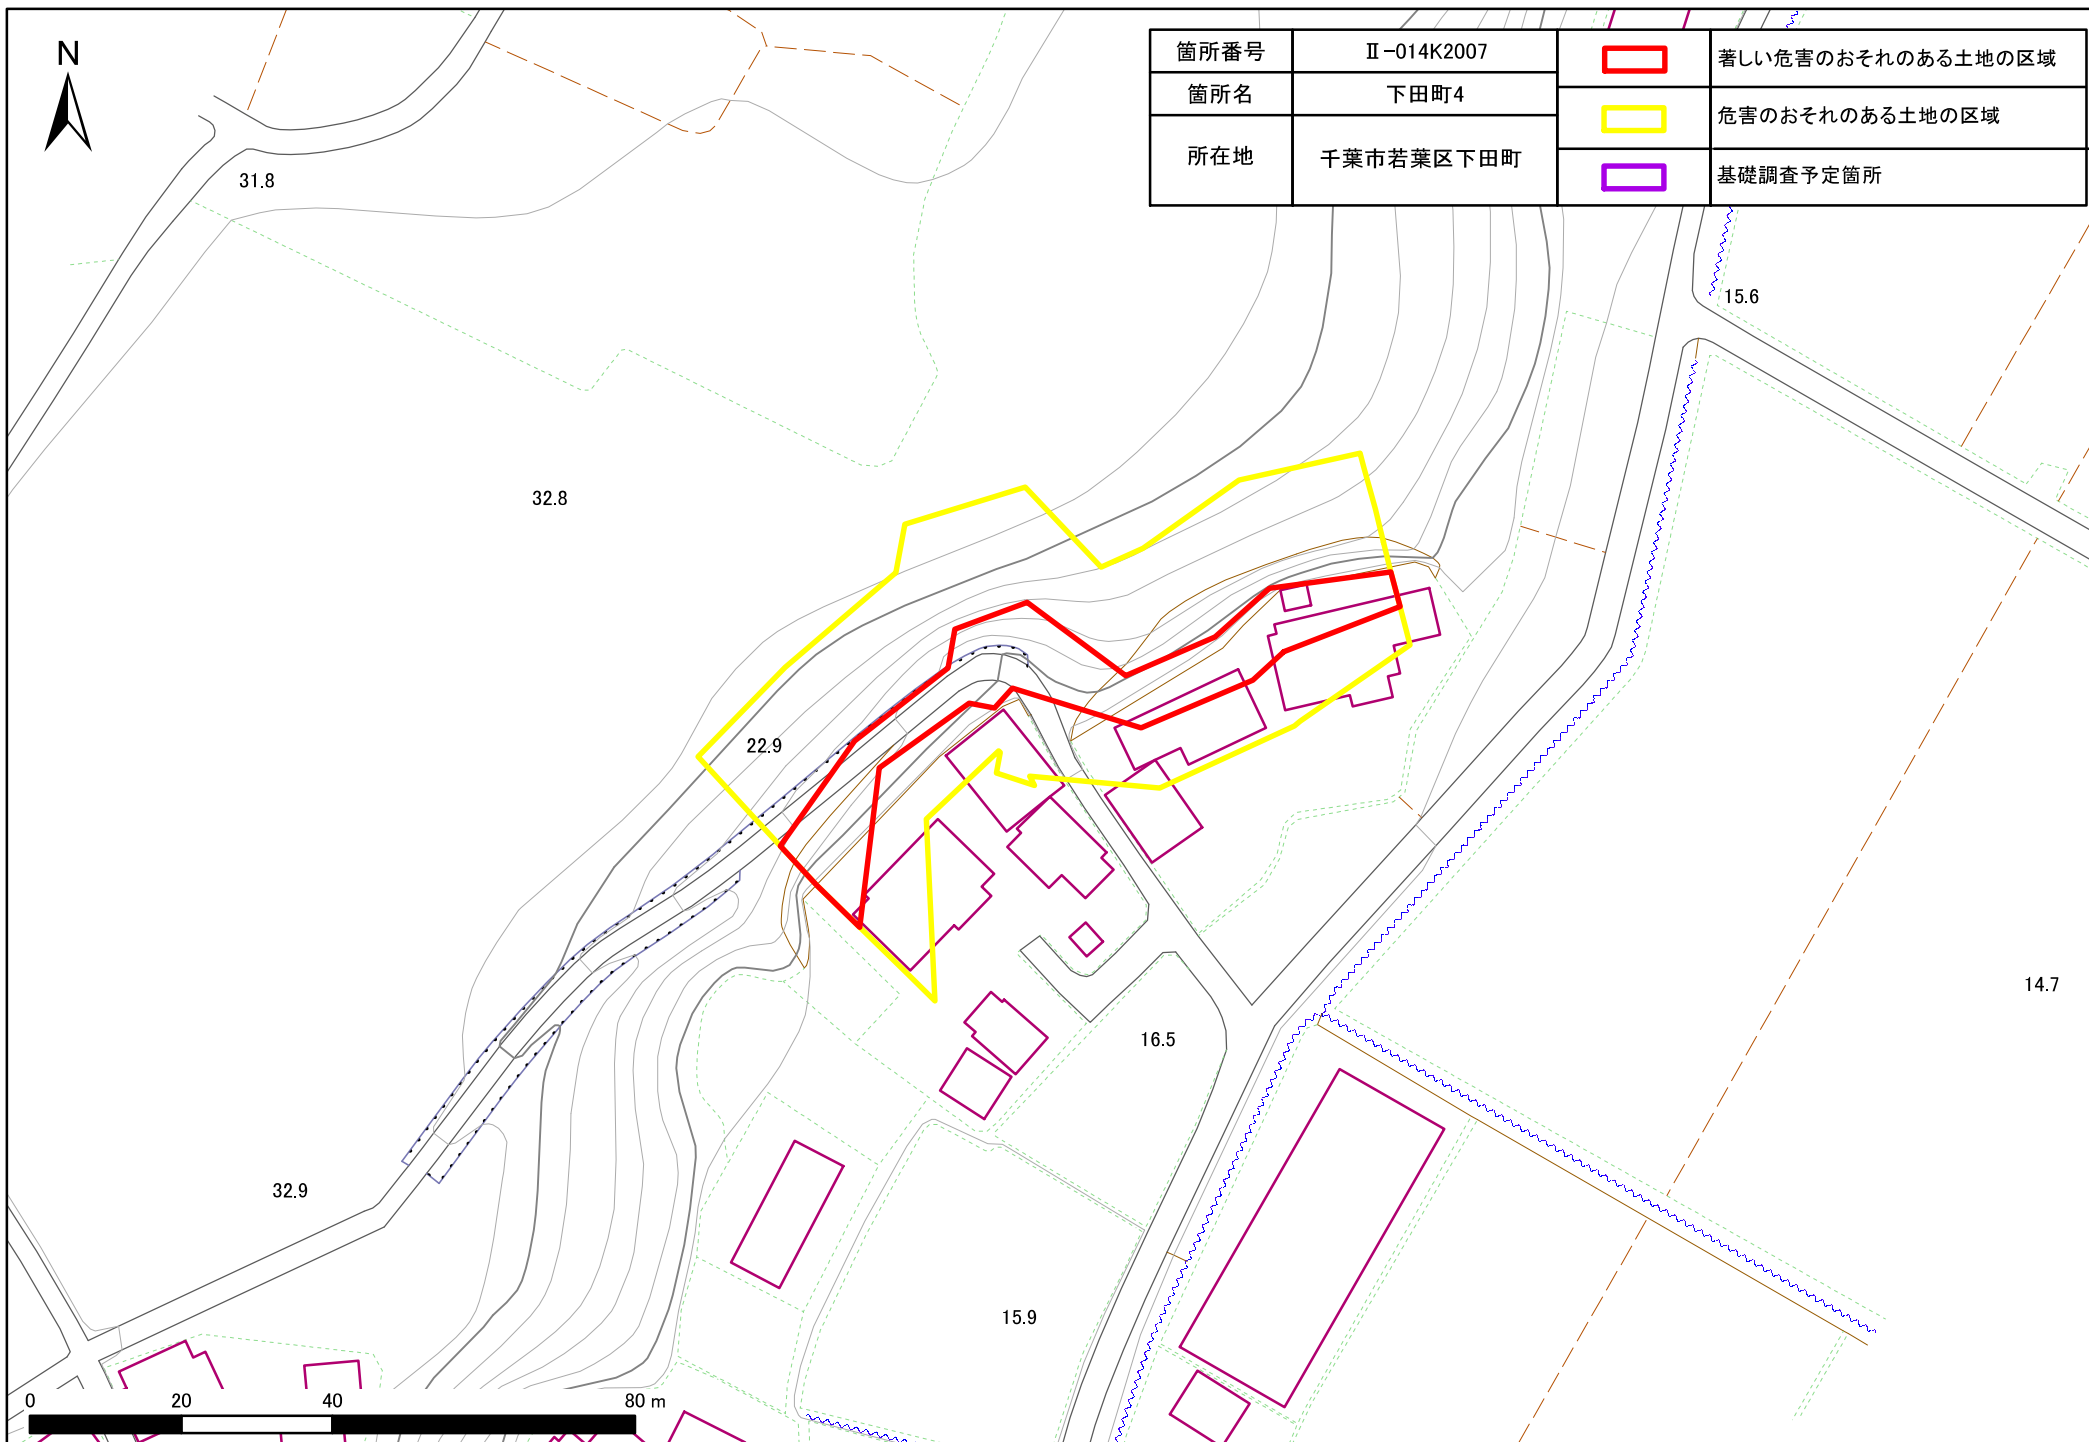 N
箇所番号 Ⅱ-014K2007
著しい危害のおそれのある土地の区域
箇所名 下田町4
危害のおそれのある土地の区域
所在地 千葉市若葉区下田町
基礎調査予定箇所
31.8
15.6
32.8
22.9
14.7
16.5
32.9
15.9
0 20 40 80 m